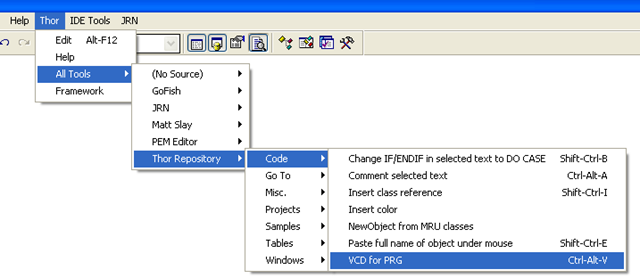 Help Thor IDE Tools JRN
Edit Alt-F12
Help
All Tools
Framework
(No Source)
GoFish
JRN
Matt Slay
PEM Editor
Thor Repository
Code
Go To
Misc.
Projects
Samples
Tables
Windows
Change IF/ENDIF in selected text to DO CASE Shift-Ctrl-B
Comment selected text Ctrl-Alt-A
Insert class reference Shift-Ctrl-I
Insert color
NewObject from MRU classes
Paste full name of object under mouse Shift-Ctrl-E
VCD for PRG Ctrl-Alt-V